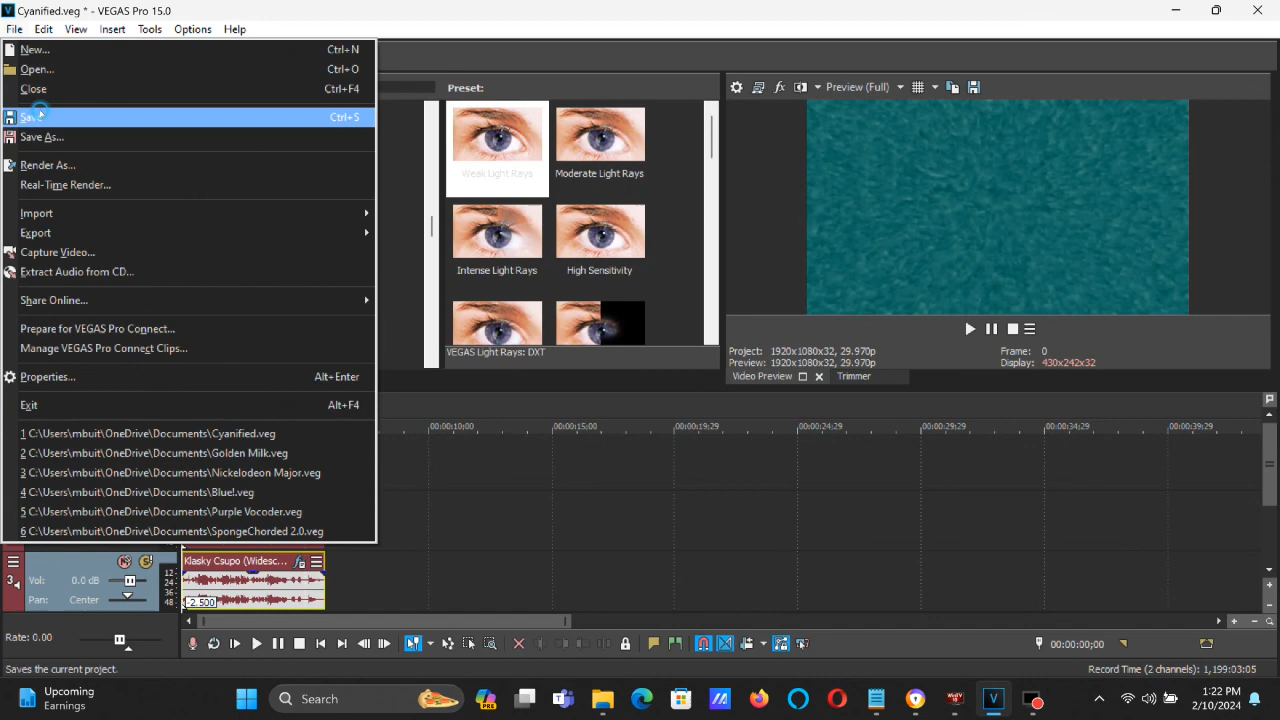 Cyanified.veg * - VEGAS Pro 15.0
File Edit View Insert Tools Options Help
New... Ctrl+N
Open... Ctrl+O
Close Ctrl+F4
Save Ctrl+S
Save As...
Render As...
Real-Time Render...
Import
Export
Capture Video...
Extract Audio from CD...
Share Online...
Prepare for VEGAS Pro Connect...
Manage VEGAS Pro Connect Clips...
Properties... Alt+Enter
Exit Alt+F4
1 C:\Users\mbuit\OneDrive\Documents\Cyanified.veg
2 C:\Users\mbuit\OneDrive\Documents\Golden Milk.veg
3 C:\Users\mbuit\OneDrive\Documents\Nickelodeon Major.veg
4 C:\Users\mbuit\OneDrive\Documents\Blue!.veg
5 C:\Users\mbuit\OneDrive\Documents\Purple Vocoder.veg
6 C:\Users\mbuit\OneDrive\Documents\SpongeChorded 2.0.veg
Preset:
Weak Light Rays Moderate Light Rays
Intense Light Rays High Sensitivity
VEGAS Light Rays: DXT
Preview (Full)
Project: 1920x1080x32, 29.970p Frame: 0
Preview: 1920x1080x32, 29.970p Display: 430x242x32
Video Preview Trimmer
00:00:10;00 00:00:15;00 00:00:19;29 00:00:24;29 00:00:29;29 00:00:34;29 00:00:39;29
Klasky Csupo (Widesc...
3
Vol: 0.0 dB
Pan: Center
12-
24-
36-
48-
-2.500
Rate: 0.00
00:00:00;00
Saves the current project.
Record Time (2 channels): 1,199:03:05
Upcoming
Earnings
Search
PRE
1:22 PM
2/10/2024